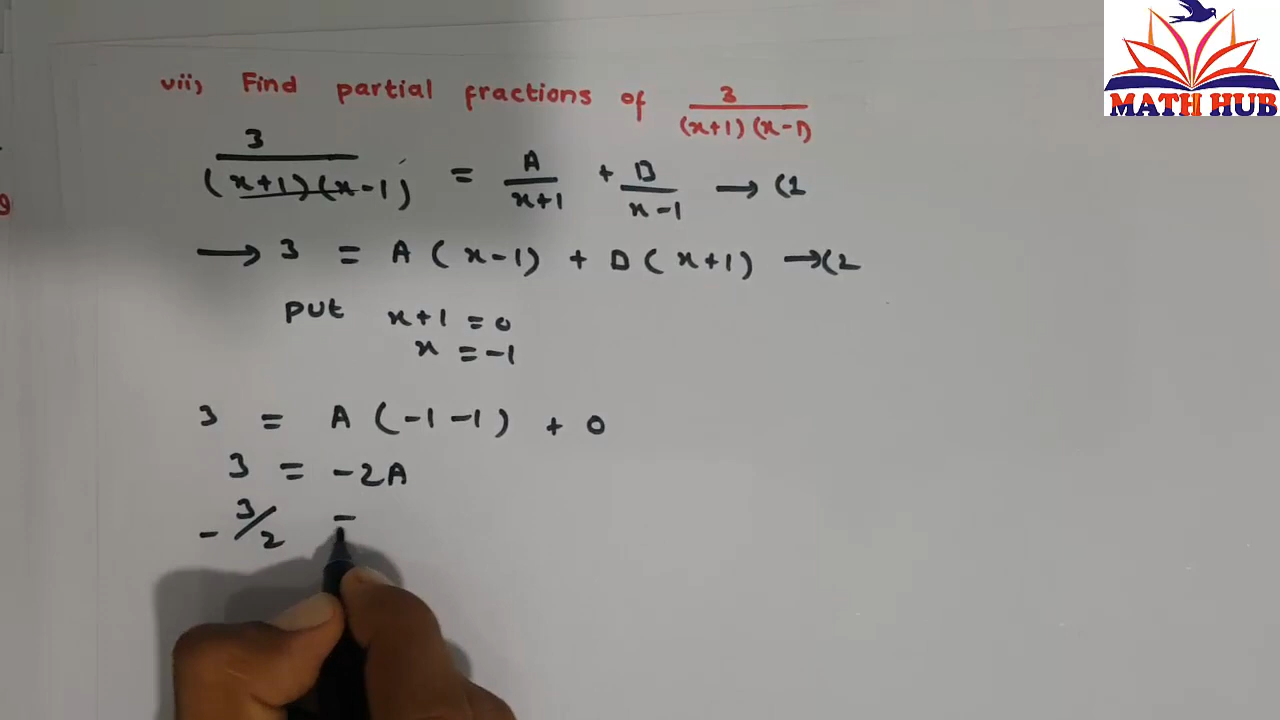 MATH HUB
vii) Find partial fractions of 3/(x+1)(x-1)
3/(x+1)(x-1) = A/x+1 + B/x-1 → (1
→ 3 = A(x-1) + B(x+1) → (2
put x+1 = 0
x = -1
3 = A(-1-1) + 0
3 = -2A
-3/2 =